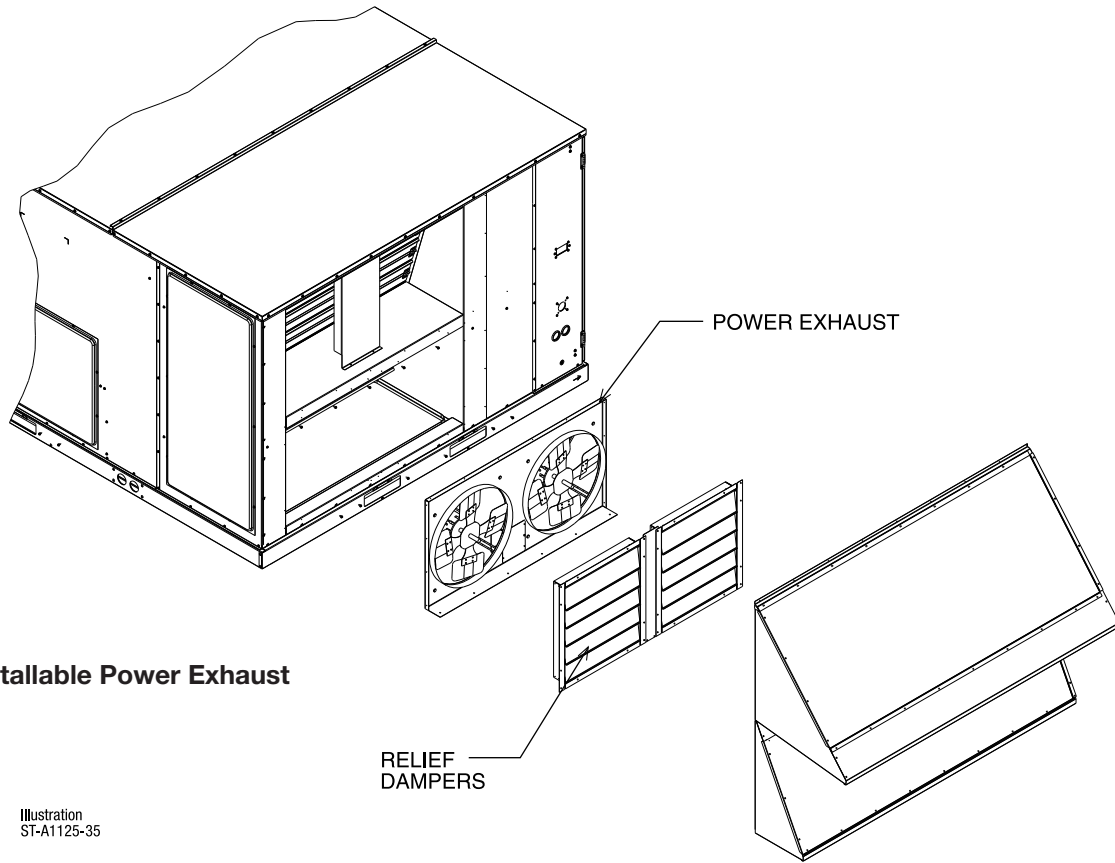 POWER EXHAUST
tallable Power Exhaust
RELIEF
DAMPERS
Illustration
ST-A1125-35